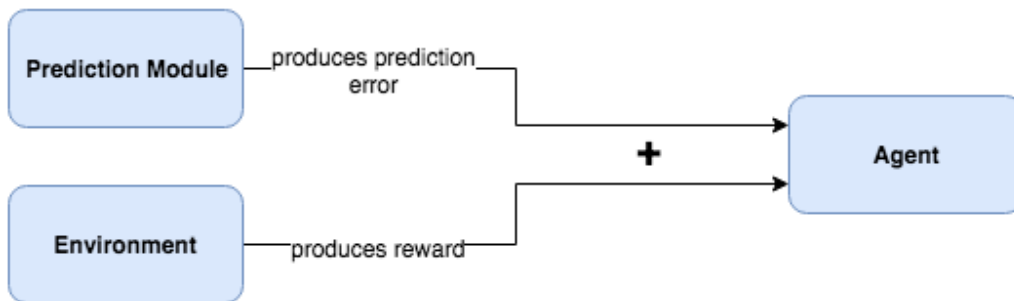 Prediction Module
produces prediction
error
+
Agent
Environment
produces reward